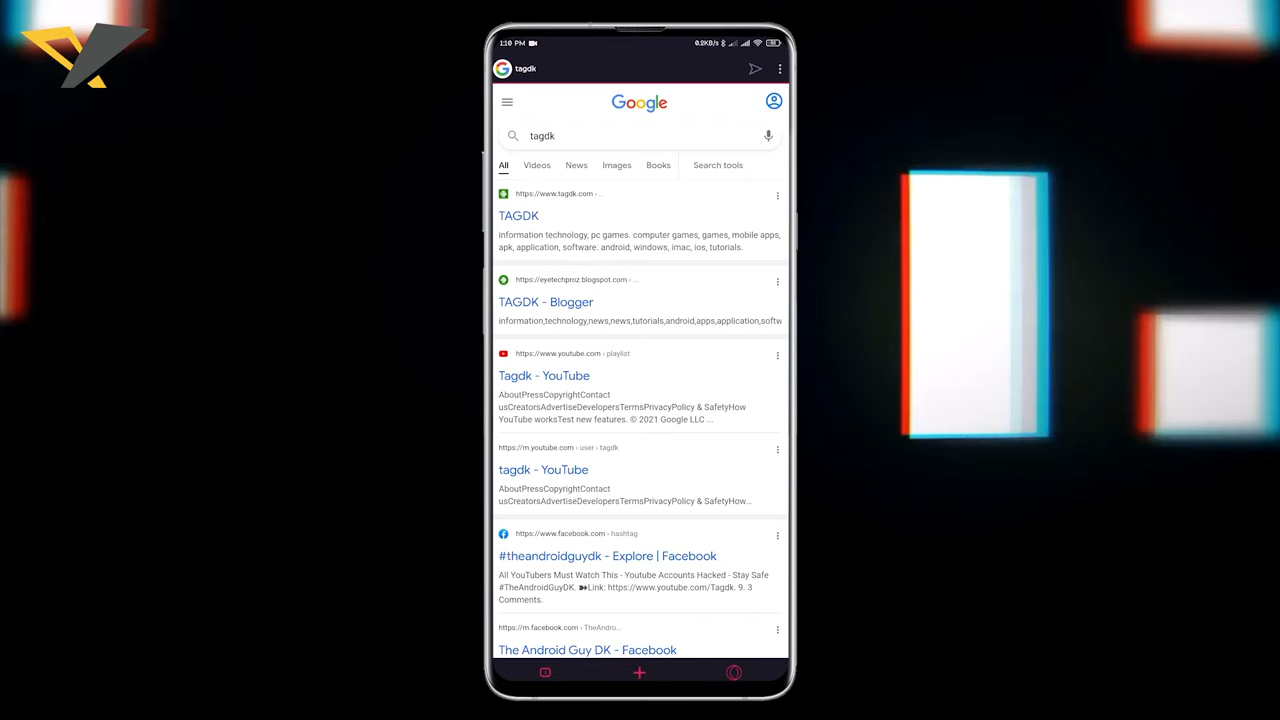 1:10 PM
0.2KB/s
tagdk
Google
tagdk
All Videos News Images Books Search tools
https://www.tagdk.com › ...
TAGDK
information technology, pc games. computer games, games, mobile apps,
apk, application, software. android, windows, imac, ios, tutorials.
https://eyetechproz.blogspot.com › ...
TAGDK - Blogger
information,technology,news,news,tutorials,android,apps,application,softw
https://www.youtube.com › playlist
Tagdk - YouTube
AboutPressCopyrightContact
usCreatorsAdvertiseDevelopersTermsPrivacyPolicy & SafetyHow
YouTube worksTest new features. © 2021 Google LLC ...
https://m.youtube.com › user › tagdk
tagdk - YouTube
AboutPressCopyrightContact
usCreatorsAdvertiseDevelopersTermsPrivacyPolicy & SafetyHow...
https://www.facebook.com › hashtag
#theandroidguydk - Explore | Facebook
All YouTubers Must Watch This - Youtube Accounts Hacked - Stay Safe
#TheAndroidGuyDK. ➽Link: https://www.youtube.com/Tagdk. 9. 3
Comments.
https://m.facebook.com › TheAndro...
The Android Guy DK - Facebook